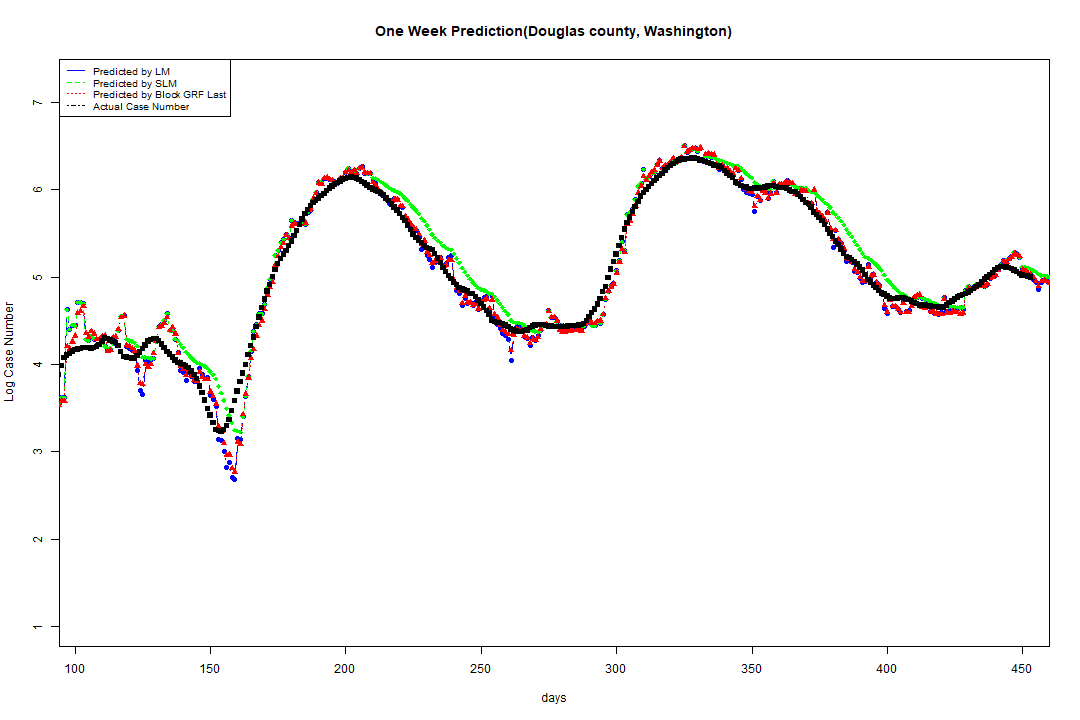 One Week Prediction(Douglas county, Washington)
Predicted by LM
Predicted by SLM
Predicted by Block GRF Last
Actual Case Number
7
6
5
4
3
2
1
Log Case Number
100 150 200 250 300 350 400 450
days